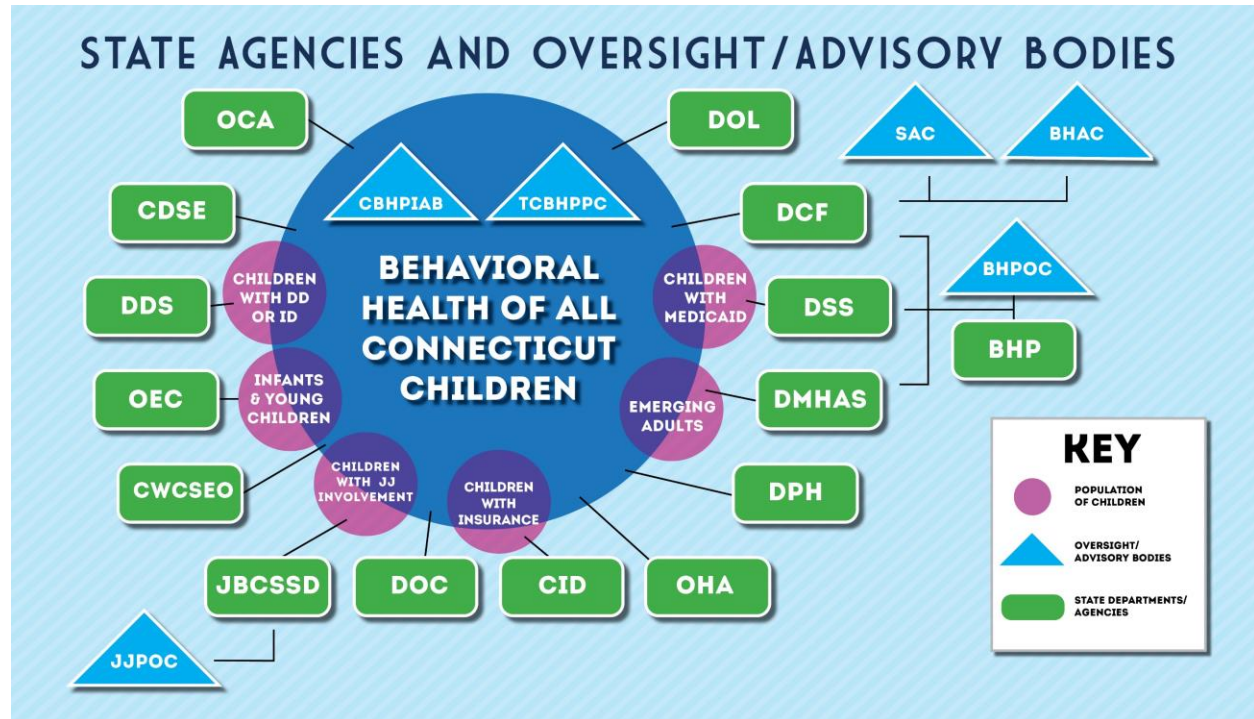 STATE AGENCIES AND OVERSIGHT/ADVISORY BODIES
OCA
DOL
SAC
BHAC
CBHPIAB
TCBHPPC
CDSE
DCF
BEHAVIORAL
HEALTH OF ALL
CONNECTICUT
CHILDREN
CHILDREN
WITH DD
OR ID
CHILDREN
WITH
MEDICAID
BHPOC
DDS
DSS
BHP
INFANTS
& YOUNG
CHILDREN
OEC
EMERGING
ADULTS
DMHAS
CHILDREN
WITH JJ
INVOLVEMENT
CHILDREN
WITH
INSURANCE
CWCSEO
DPH
JBCSSD
DOC
CID
OHA
JJPOC
KEY
POPULATION
OF CHILDREN
OVERSIGHT/
ADVISORY BODIES
STATE DEPARTMENTS/
AGENCIES